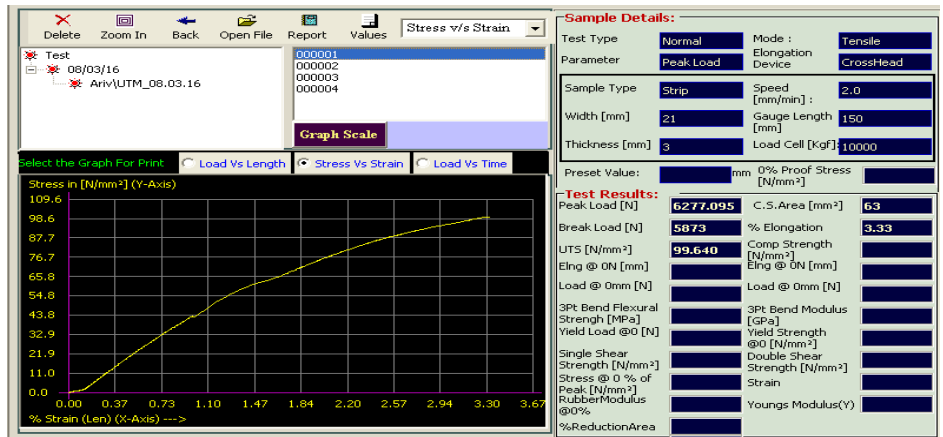 Delete Zoom In Back Open File Report Values Stress v/s Strain
Test
08/03/16
Ariv\UTM_08.03.16
000001
000002
000003
000004
Graph Scale
Select the Graph For Print Load Vs Length Stress Vs Strain Load Vs Time
Stress in [N/mm²] (Y-Axis)
109.6
98.6
87.7
76.7
65.8
54.8
43.8
32.9
21.9
11.0
0.0
0.00 0.37 0.73 1.10 1.47 1.84 2.20 2.57 2.94 3.30 3.67
% Strain (Len) (X-Axis) --->
Sample Details:
Test Type Normal Mode : Tensile
Parameter Peak Load Elongation Device CrossHead
Sample Type Strip Speed [mm/min] : 2.0
Width [mm] 21 Gauge Length [mm] 150
Thickness [mm] 3 Load Cell [Kgf]: 10000
Preset Value: mm 0% Proof Stress [N/mm²]
Test Results:
Peak Load [N] 6277.095 C.S.Area [mm²] 63
Break Load [N] 5873 % Elongation 3.33
UTS [N/mm²] 99.640 Comp Strength [N/mm²]
Elng @ 0N [mm] Elng @ 0N [mm]
Load @ 0mm [N] Load @ 0mm [N]
3Pt Bend Flexural Strengh [MPa] 3Pt Bend Modulus [GPa]
Yield Load @0 [N] Yield Strength @0 [N/mm²]
Single Shear Strength [N/mm²] Double Shear Strength [N/mm²]
Stress @ 0 % of Peak [N/mm²] Strain
RubberModulus @0% Youngs Modulus(Y)
%ReductionArea